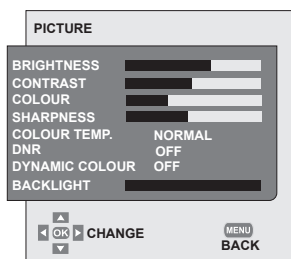 PICTURE
BRIGHTNESS
CONTRAST
COLOUR
SHARPNESS
COLOUR TEMP. NORMAL
DNR OFF
DYNAMIC COLOUR OFF
BACKLIGHT
OK CHANGE
MENU
BACK